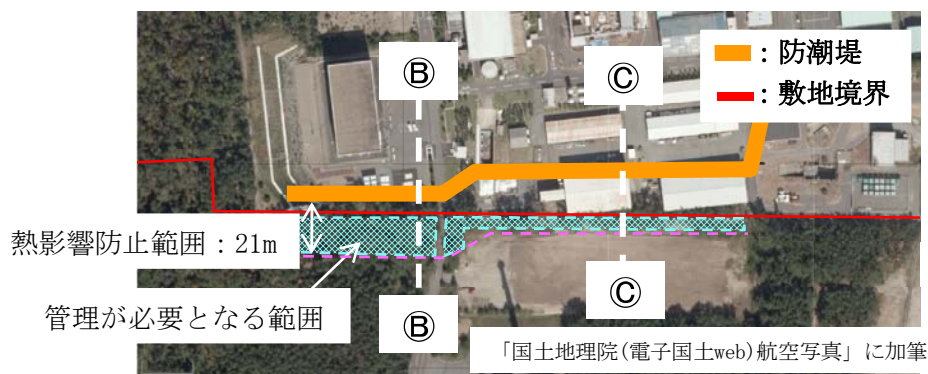 Ⓑ
Ⓒ
：防潮堤
：敷地境界
熱影響防止範囲：21m
管理が必要となる範囲
Ⓑ
Ⓒ
「国土地理院(電子国土web)航空写真」に加筆